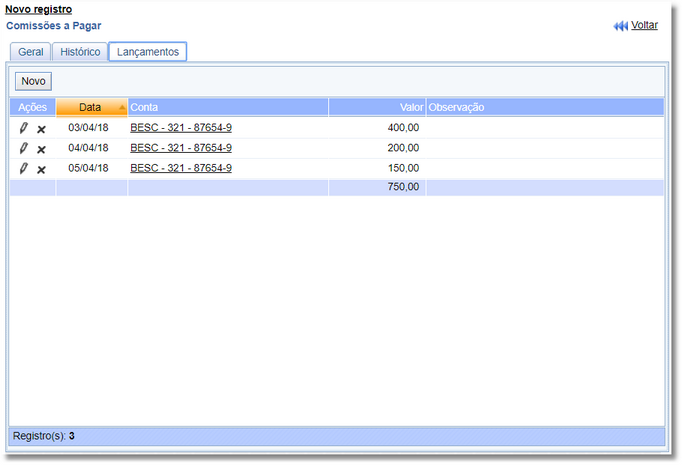 Novo registro
Comissões a Pagar
Voltar
Geral Histórico Lançamentos
Novo
Ações Data Conta Valor Observação
03/04/18 BESC - 321 - 87654-9 400,00
04/04/18 BESC - 321 - 87654-9 200,00
05/04/18 BESC - 321 - 87654-9 150,00
750,00
Registro(s): 3